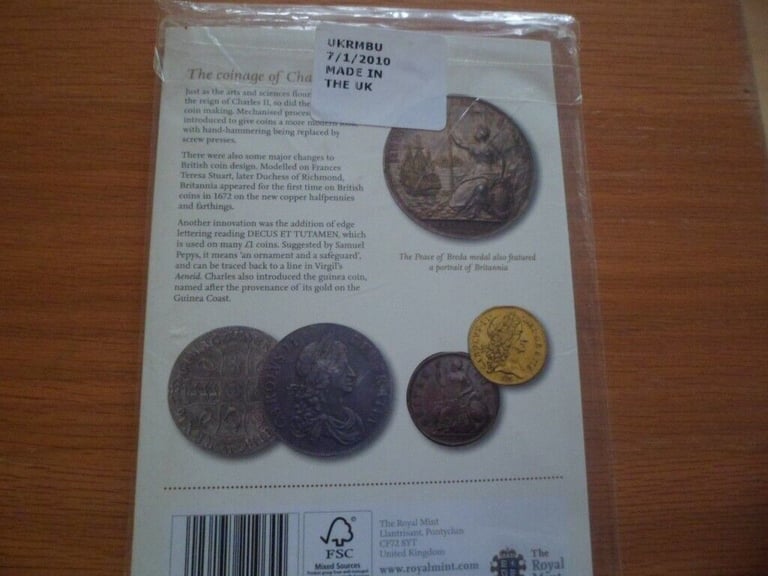 UKRMBU
7/1/2010
MADE IN
THE UK
The coinage of Cha
Just as the arts and sciences flour
the reign of Charles II, so did the
coin making. Mechanised proces
introduced to give coins a more modern look,
with hand-hammering being replaced by
screw presses.
There were also some major changes to
British coin design. Modelled on Frances
Teresa Stuart, later Duchess of Richmond,
Britannia appeared for the first time on British
coins in 1672 on the new copper halfpennies
and farthings.
Another innovation was the addition of edge
lettering reading DECUS ET TUTAMEN, which
is used on many £1 coins. Suggested by Samuel
Pepys, it means 'an ornament and a safeguard',
and can be traced back to a line in Virgil's
Aeneid. Charles also introduced the guinea coin,
named after the provenance of its gold on the
Guinea Coast.
The Peace of Breda medal also featured
a portrait of Britannia
FSC
Mixed Sources
Product group from well-managed
The Royal Mint
Llantrisant, Pontyclun
CF72 8YT
United Kingdom
www.royalmint.com
The
Royal
Mint